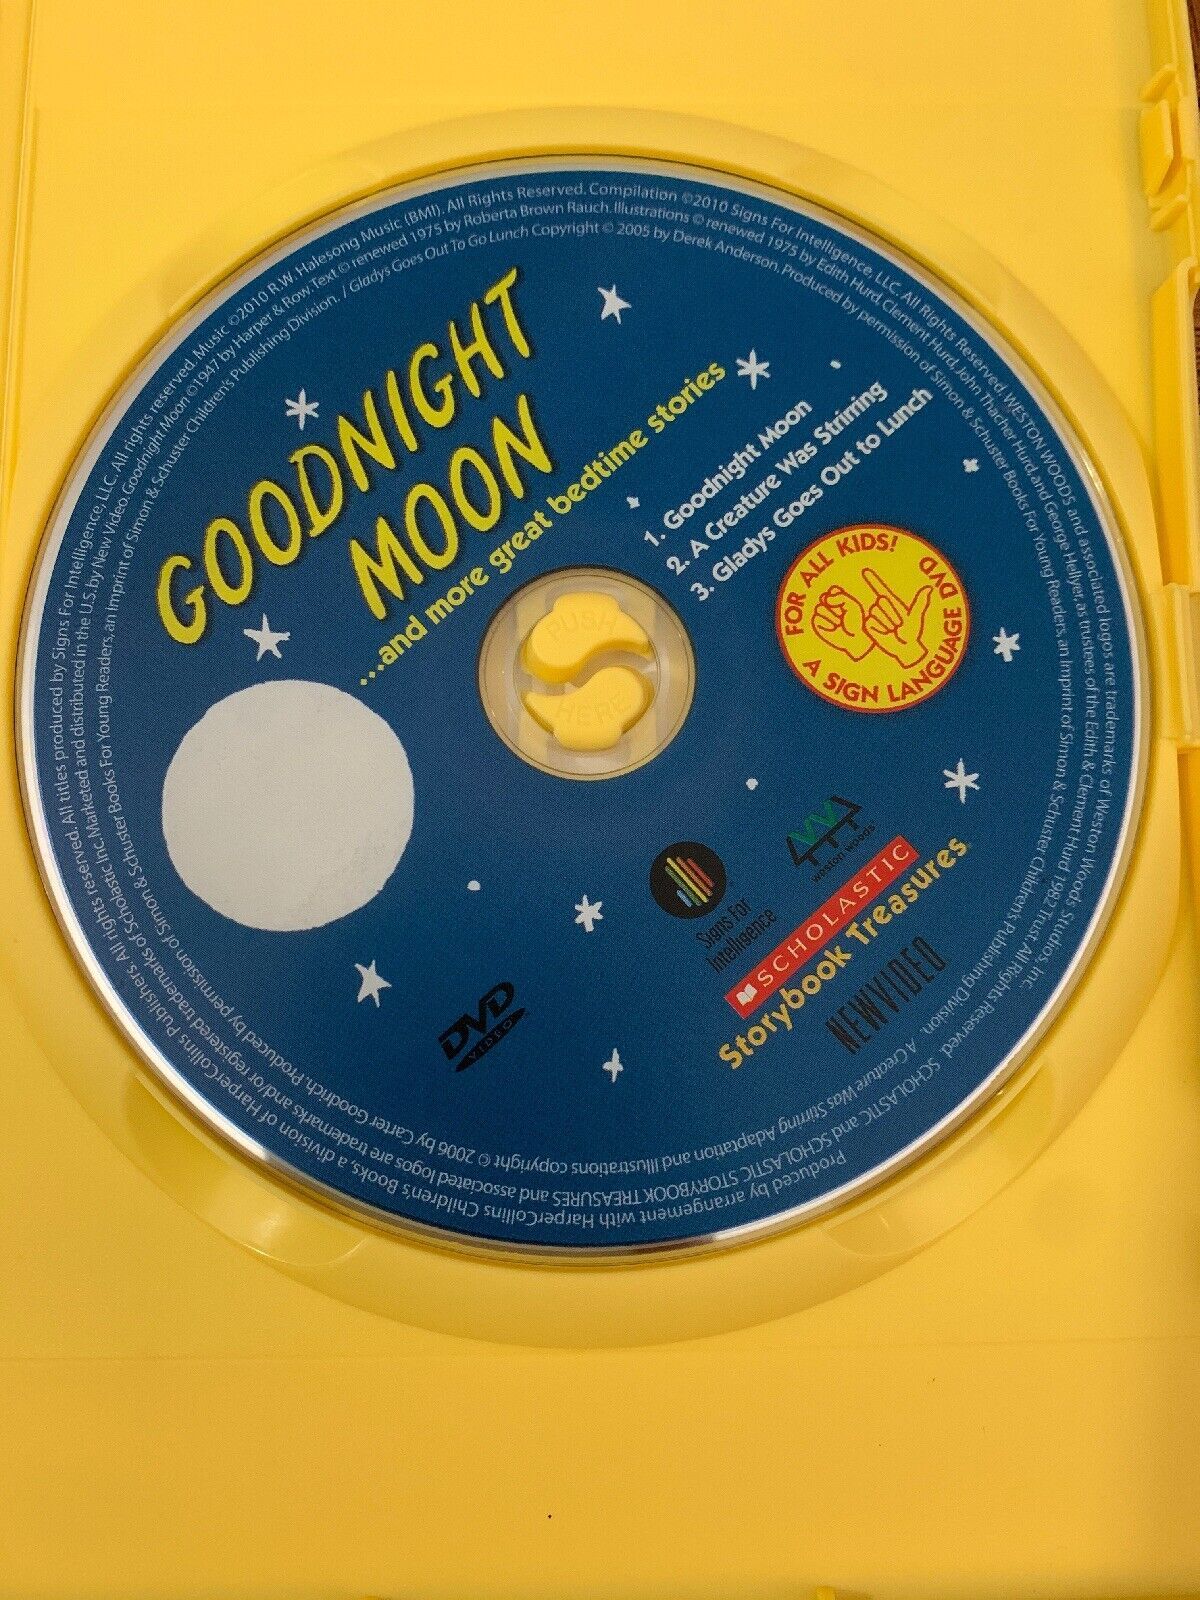 GOODNIGHT
MOON
...and more great bedtime stories
1. Goodnight Moon
2. A Creature Was Strirring
3. Gladys Goes Out to Lunch
FOR ALL KIDS!
A SIGN LANGUAGE DVD
PUSH
HERE
weston woods
Signs For
Intelligence
SCHOLASTIC
Storybook Treasures
NEWVIDEO
DVD
VIDEO
All titles produced by Signs For Intelligence, LLC. All rights reserved. Music ©2010 R.W. Halesong Music (BMI). All Rights Reserved. Compilation ©2010 Signs For Intelligence, LLC. All Rights Reserved. WESTON WOODS and associated logos are trademarks of Weston Woods Studios, Inc.
SCHOLASTIC and SCHOLASTIC STORYBOOK TREASURES and associated logos are trademarks and/or registered trademarks of Scholastic Inc. Marketed and distributed in the U.S. by New Video. Goodnight Moon ©1947 by Harper & Row. Text © renewed 1975 by Roberta Brown Rauch. Illustrations © renewed 1975 by Edith Hurd, Clement Hurd, John Thacher Hurd, and George Hellyer, as trustees of the Edith & Clement Hurd 1982 Trust. All Rights Reserved.
Produced by arrangement with HarperCollins Children's Books, a division of HarperCollins Publishers All rights reserved.
A Creature Was Stirring Adaptation and Illustrations copyright © 2006 by Carter Goodrich. Produced by permission of Simon & Schuster Books For Young Readers, an imprint of Simon & Schuster Children's Publishing Division. / Gladys Goes Out To Go Lunch Copyright © 2005 by Derek Anderson. Produced by permission of Simon & Schuster Books For Young Readers, an Imprint of Simon & Schuster Children's Publishing Division.